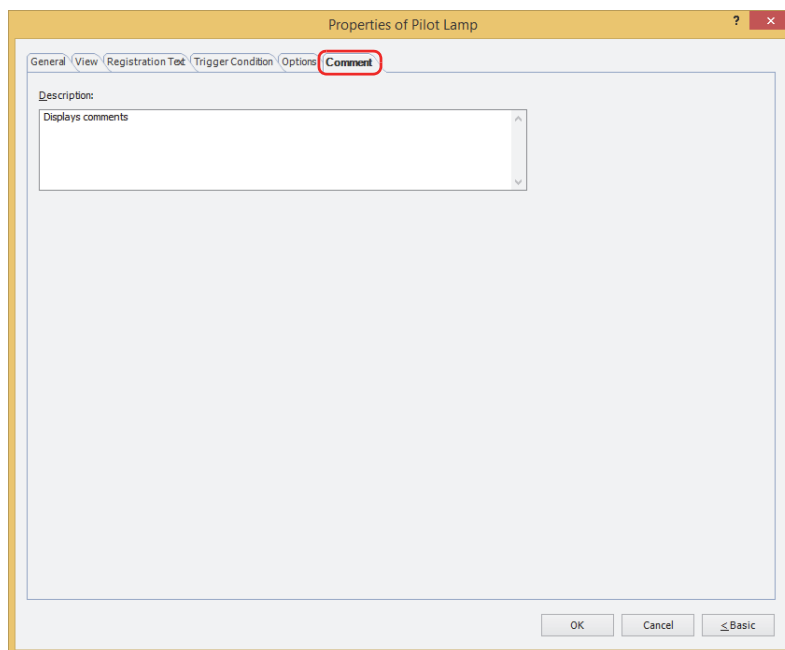 Properties of Pilot Lamp
?
General View Registration Text Trigger Condition Options Comment
Description:
Displays comments
OK Cancel < Basic